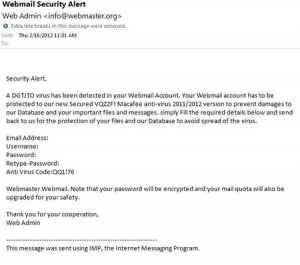 Webmail Security Alert
Web Admin <info@webmaster.org>
Extra line breaks in this message were removed.
Sent: Thu 2/16/2012 11:31 AM
To:
Security Alert,
A DGTJTO virus has been detected in your Webmail Account. Your Webmail account has to be
protected to our new Secured VQZZF! Macafee anti-virus 2011/2012 version to prevent damages to
our Database and your important files and messages. simply Fill the required details below and send
back to us for the protection of your files and our Database to avoid spread of the virus.
Email Address:
Username:
Password:
Retype-Password:
Anti Virus Code:QQ1!76
Webmaster Webmail. Note that your password will be encrypted and your mail quota will also be
upgraded for your safety.
Thank you for your cooperation,
Web Admin
----------------------------------------------------------------
This message was sent using IMP, the Internet Messaging Program.